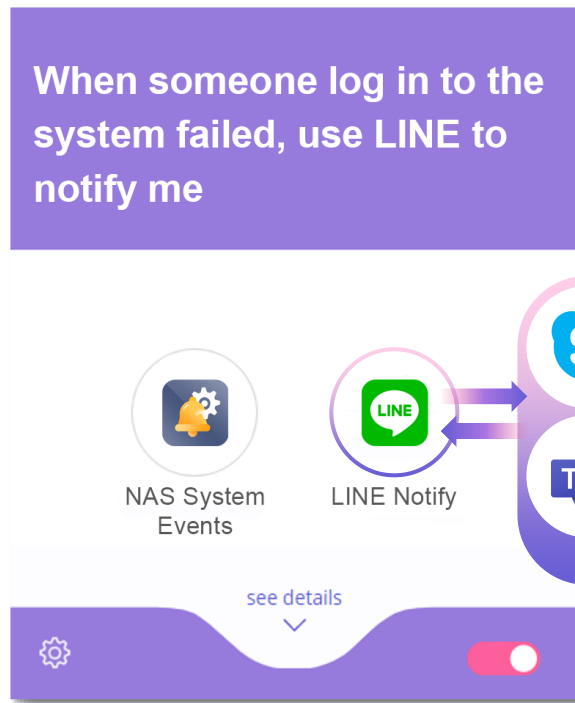 When someone log in to the
system failed, use LINE to
notify me
LINE
NAS System
Events
LINE Notify
T
see details